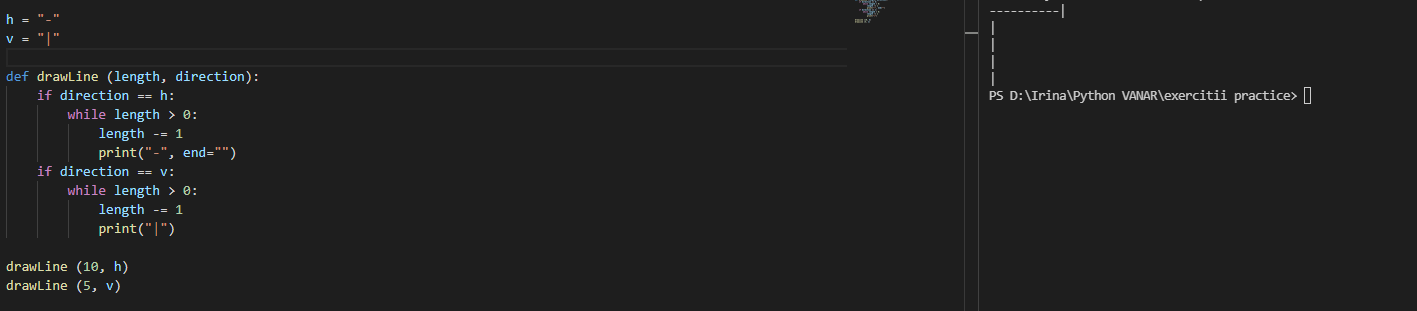 h = "-"
v = "|"
def drawLine (length, direction):
    if direction == h:
        while length > 0:
            length -= 1
            print("-", end="")
    if direction == v:
        while length > 0:
            length -= 1
            print("|")
drawLine (10, h)
drawLine (5, v)
----------|
|
|
|
|
PS D:\Irina\Python VANAR\exercitii practice>